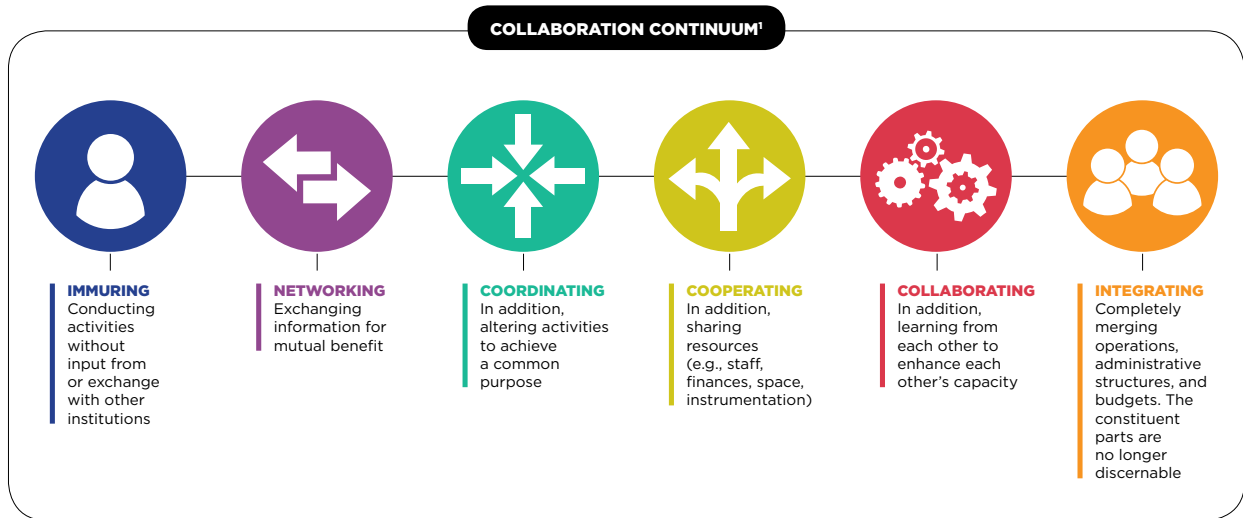 COLLABORATION CONTINUUM¹
IMMURING
Conducting
activities
without
input from
or exchange
with other
institutions
NETWORKING
Exchanging
information for
mutual benefit
COORDINATING
In addition,
altering activities
to achieve
a common
purpose
COOPERATING
In addition,
sharing
resources
(e.g., staff,
finances, space,
instrumentation)
COLLABORATING
In addition,
learning from
each other to
enhance each
other’s capacity
INTEGRATING
Completely
merging
operations,
administrative
structures, and
budgets. The
constituent
parts are
no longer
discernable